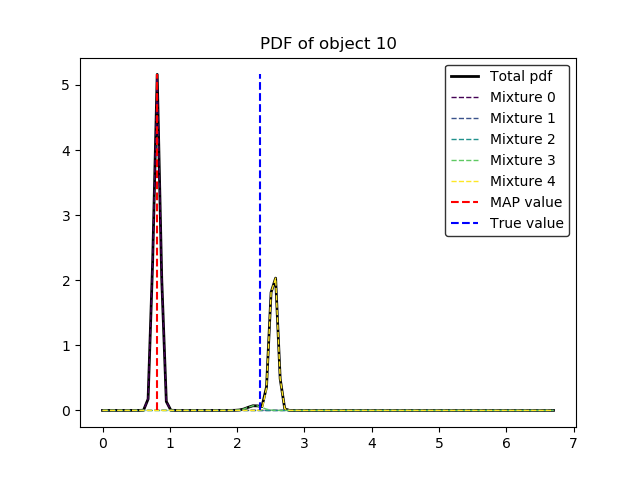 PDF of object 10
Total pdf
Mixture 0
Mixture 1
Mixture 2
Mixture 3
Mixture 4
MAP value
True value
5
4
3
2
1
0
0 1 2 3 4 5 6 7